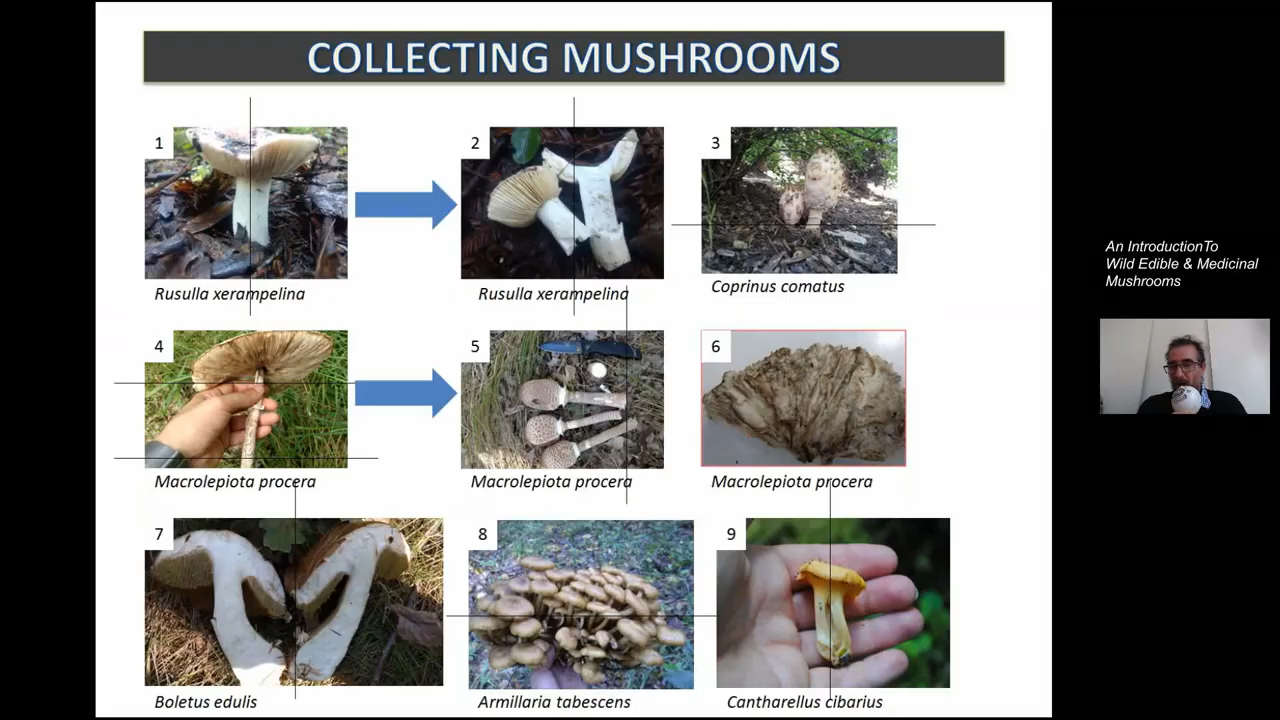 COLLECTING MUSHROOMS
1
2
3
Rusulla xerampelina
Rusulla xerampelina
Coprinus comatus
4
5
6
Macrolepiota procera
Macrolepiota procera
Macrolepiota procera
7
8
9
Boletus edulis
Armillaria tabescens
Cantharellus cibarius
An IntroductionTo
Wild Edible & Medicinal
Mushrooms